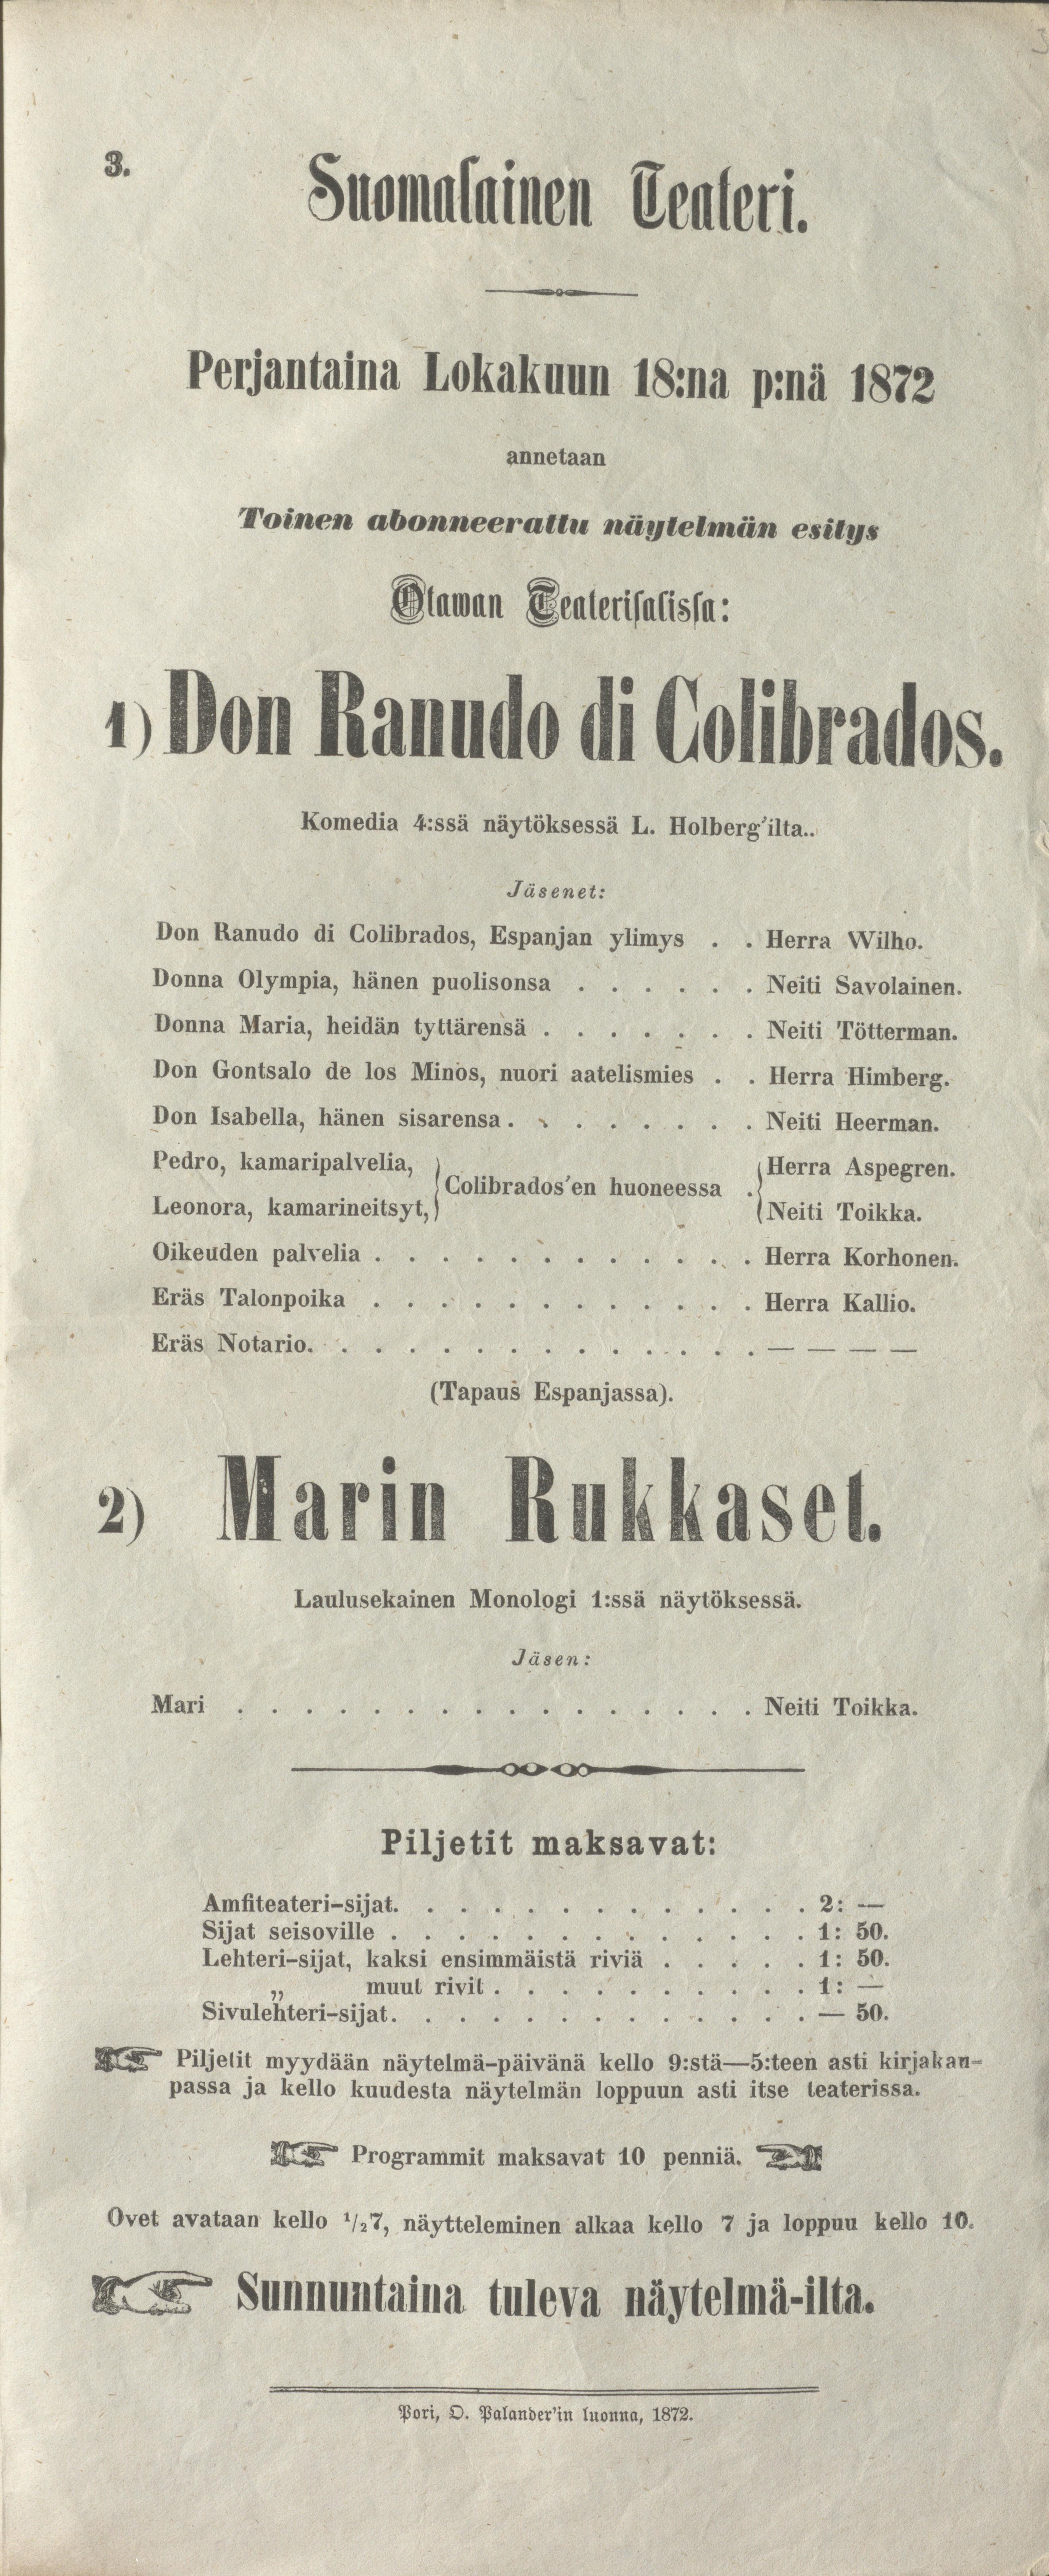 3.
Suomalainen Teateri.
Perjantaina Lokakuun 18:na p:nä 1872
annetaan
Toinen abonneerattu näytelmän esitys
Otawan Teaterisalissa:
1) Don Ranudo di Colibrados.
Komedia 4:ssä näytöksessä L. Holberg'ilta..
Jäsenet:
Don Ranudo di Colibrados, Espanjan ylimys . . Herra Wilho.
Donna Olympia, hänen puolisonsa . . . . . . Neiti Savolainen.
Donna Maria, heidän tyttärensä . . . . . . . Neiti Tötterman.
Don Gontsalo de los Minos, nuori aatelismies . . Herra Himberg.
Don Isabella, hänen sisarensa . . . . . . . . Neiti Heerman.
Pedro, kamaripalvelia, Herra Aspegren.
Colibrados'en huoneessa .
Leonora, kamarineitsyt, Neiti Toikka.
Oikeuden palvelia . . . . . . . . . . . . Herra Korhonen.
Eräs Talonpoika . . . . . . . . . . . . Herra Kallio.
Eräs Notario. . . . . . . . . . . . . . — — — —
(Tapaus Espanjassa).
2) Marin Rukkaset.
Laulusekainen Monologi 1:ssä näytöksessä.
Jäsen:
Mari . . . . . . . . . . . . . . . . Neiti Toikka.
Piljetit maksavat:
Amfiteateri-sijat. . . . . . . . . . . . . 2: —
Sijat seisoville . . . . . . . . . . . . . 1: 50.
Lehteri-sijat, kaksi ensimmäistä riviä . . . . . 1: 50.
„ muut rivit . . . . . . . . . . 1: —
Sivulehteri-sijat. . . . . . . . . . . . . — 50.
Piljetit myydään näytelmä-päivänä kello 9:stä—5:teen asti kirjakau-
passa ja kello kuudesta näytelmän loppuun asti itse teaterissa.
Programmit maksavat 10 penniä.
Ovet avataan kello 1/27, näytteleminen alkaa kello 7 ja loppuu kello 10.
Sunnuntaina tuleva näytelmä-ilta.
Pori, O. Palander'in luonna, 1872.